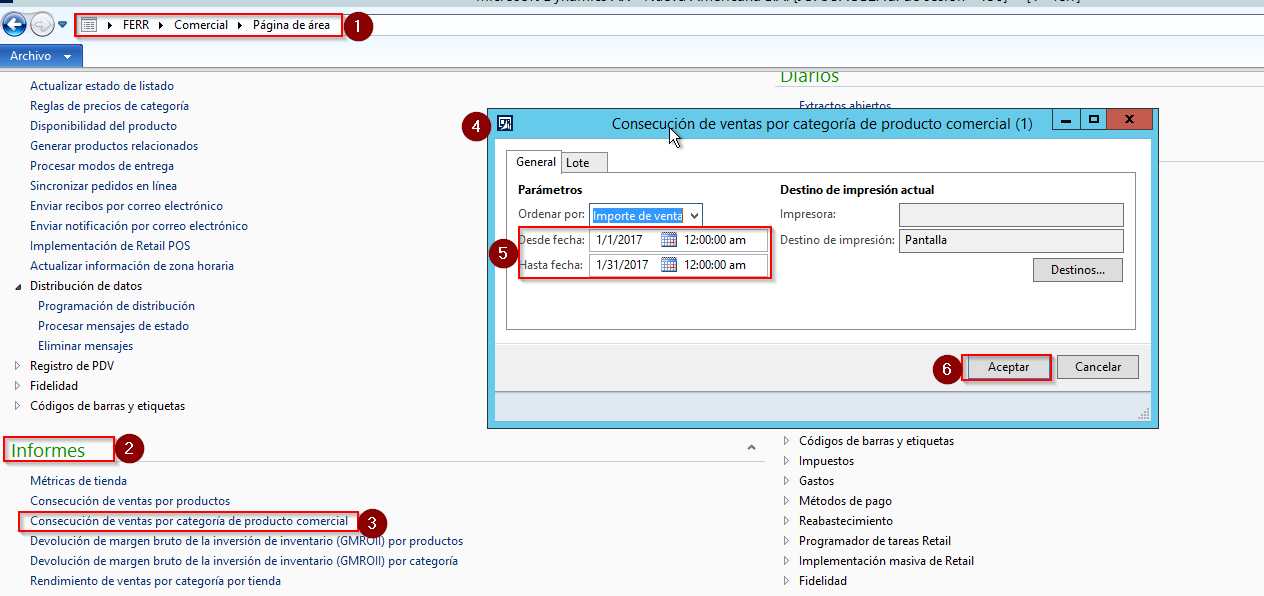 FERR Comercial Página de área 1
Archivo
Actualizar estado de listado
Reglas de precios de categoría
Disponibilidad del producto
Generar productos relacionados
Procesar modos de entrega
Sincronizar pedidos en línea
Enviar recibos por correo electrónico
Enviar notificación por correo electrónico
Implementación de Retail POS
Actualizar información de zona horaria
Distribución de datos
Programación de distribución
Procesar mensajes de estado
Eliminar mensajes
Registro de PDV
Fidelidad
Códigos de barras y etiquetas
Informes 2
Métricas de tienda
Consecución de ventas por productos
Consecución de ventas por categoría de producto comercial 3
Devolución de margen bruto de la inversión de inventario (GMROII) por productos
Devolución de margen bruto de la inversión de inventario (GMROII) por categoría
Rendimiento de ventas por categoría por tienda
Diarios
Extractos abiertos
4 Consecución de ventas por categoría de producto comercial (1)
General Lote
Parámetros
Ordenar por: Importe de venta
5
Desde fecha: 1/1/2017 12:00:00 am
Hasta fecha: 1/31/2017 12:00:00 am
Destino de impresión actual
Impresora:
Destino de impresión: Pantalla
Destinos...
6 Aceptar Cancelar
Códigos de barras y etiquetas
Impuestos
Gastos
Métodos de pago
Reabastecimiento
Programador de tareas Retail
Implementación masiva de Retail
Fidelidad